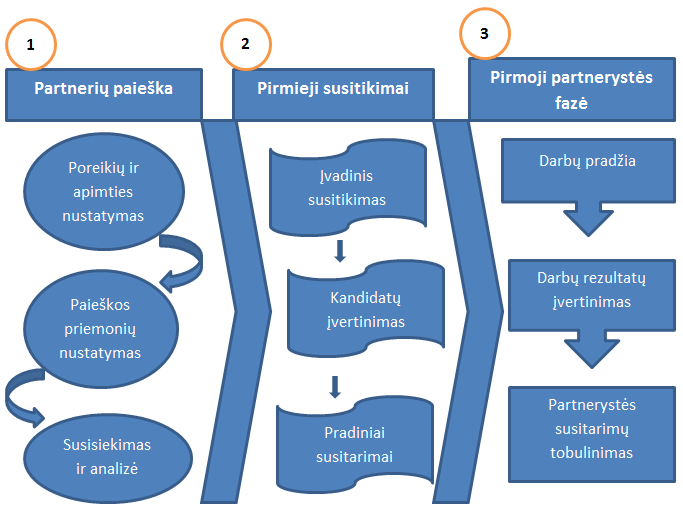 1
Partnerių paieška
Poreikių ir
apimties
nustatymas
Paieškos
priemonių
nustatymas
Susisiekimas
ir analizė
2
Pirmieji susitikimai
Įvadinis
susitikimas
Kandidatų
įvertinimas
Pradiniai
susitarimai
3
Pirmoji partnerystės
fazė
Darbų pradžia
Darbų rezultatų
įvertinimas
Partnerystės
susitarimų
tobulinimas